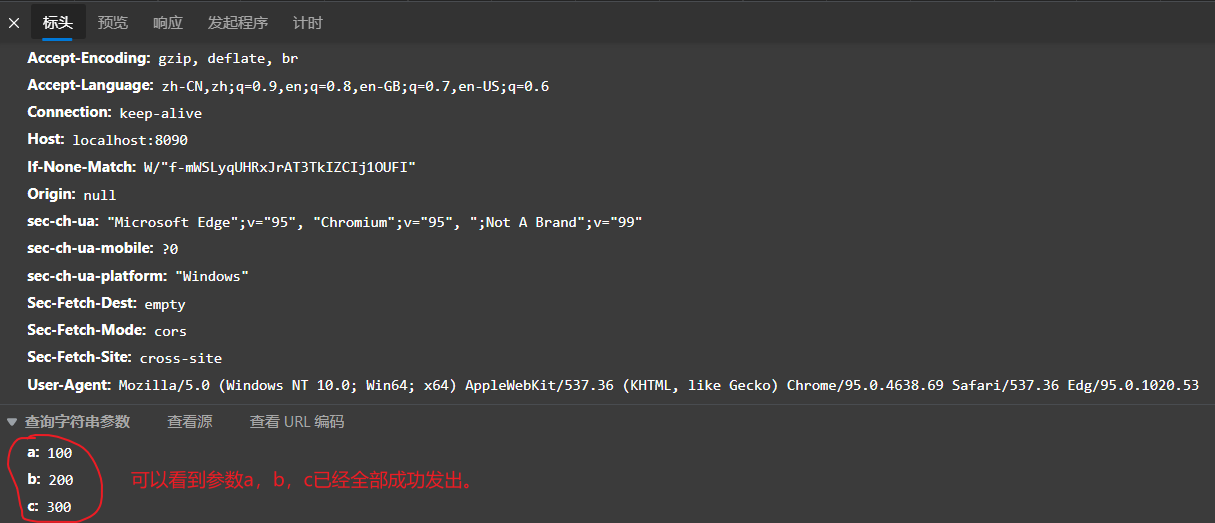 标头 预览 响应 发起程序 计时
Accept-Encoding: gzip, deflate, br
Accept-Language: zh-CN,zh;q=0.9,en;q=0.8,en-GB;q=0.7,en-US;q=0.6
Connection: keep-alive
Host: localhost:8090
If-None-Match: W/"f-mWSLyqUHRxJrAT3TkIZCIj1OUFI"
Origin: null
sec-ch-ua: "Microsoft Edge";v="95", "Chromium";v="95", ";Not A Brand";v="99"
sec-ch-ua-mobile: ?0
sec-ch-ua-platform: "Windows"
Sec-Fetch-Dest: empty
Sec-Fetch-Mode: cors
Sec-Fetch-Site: cross-site
User-Agent: Mozilla/5.0 (Windows NT 10.0; Win64; x64) AppleWebKit/537.36 (KHTML, like Gecko) Chrome/95.0.4638.69 Safari/537.36 Edg/95.0.1020.53
查询字符串参数 查看源 查看 URL 编码
a: 100
b: 200 可以看到参数a，b，c已经全部成功发出。
c: 300